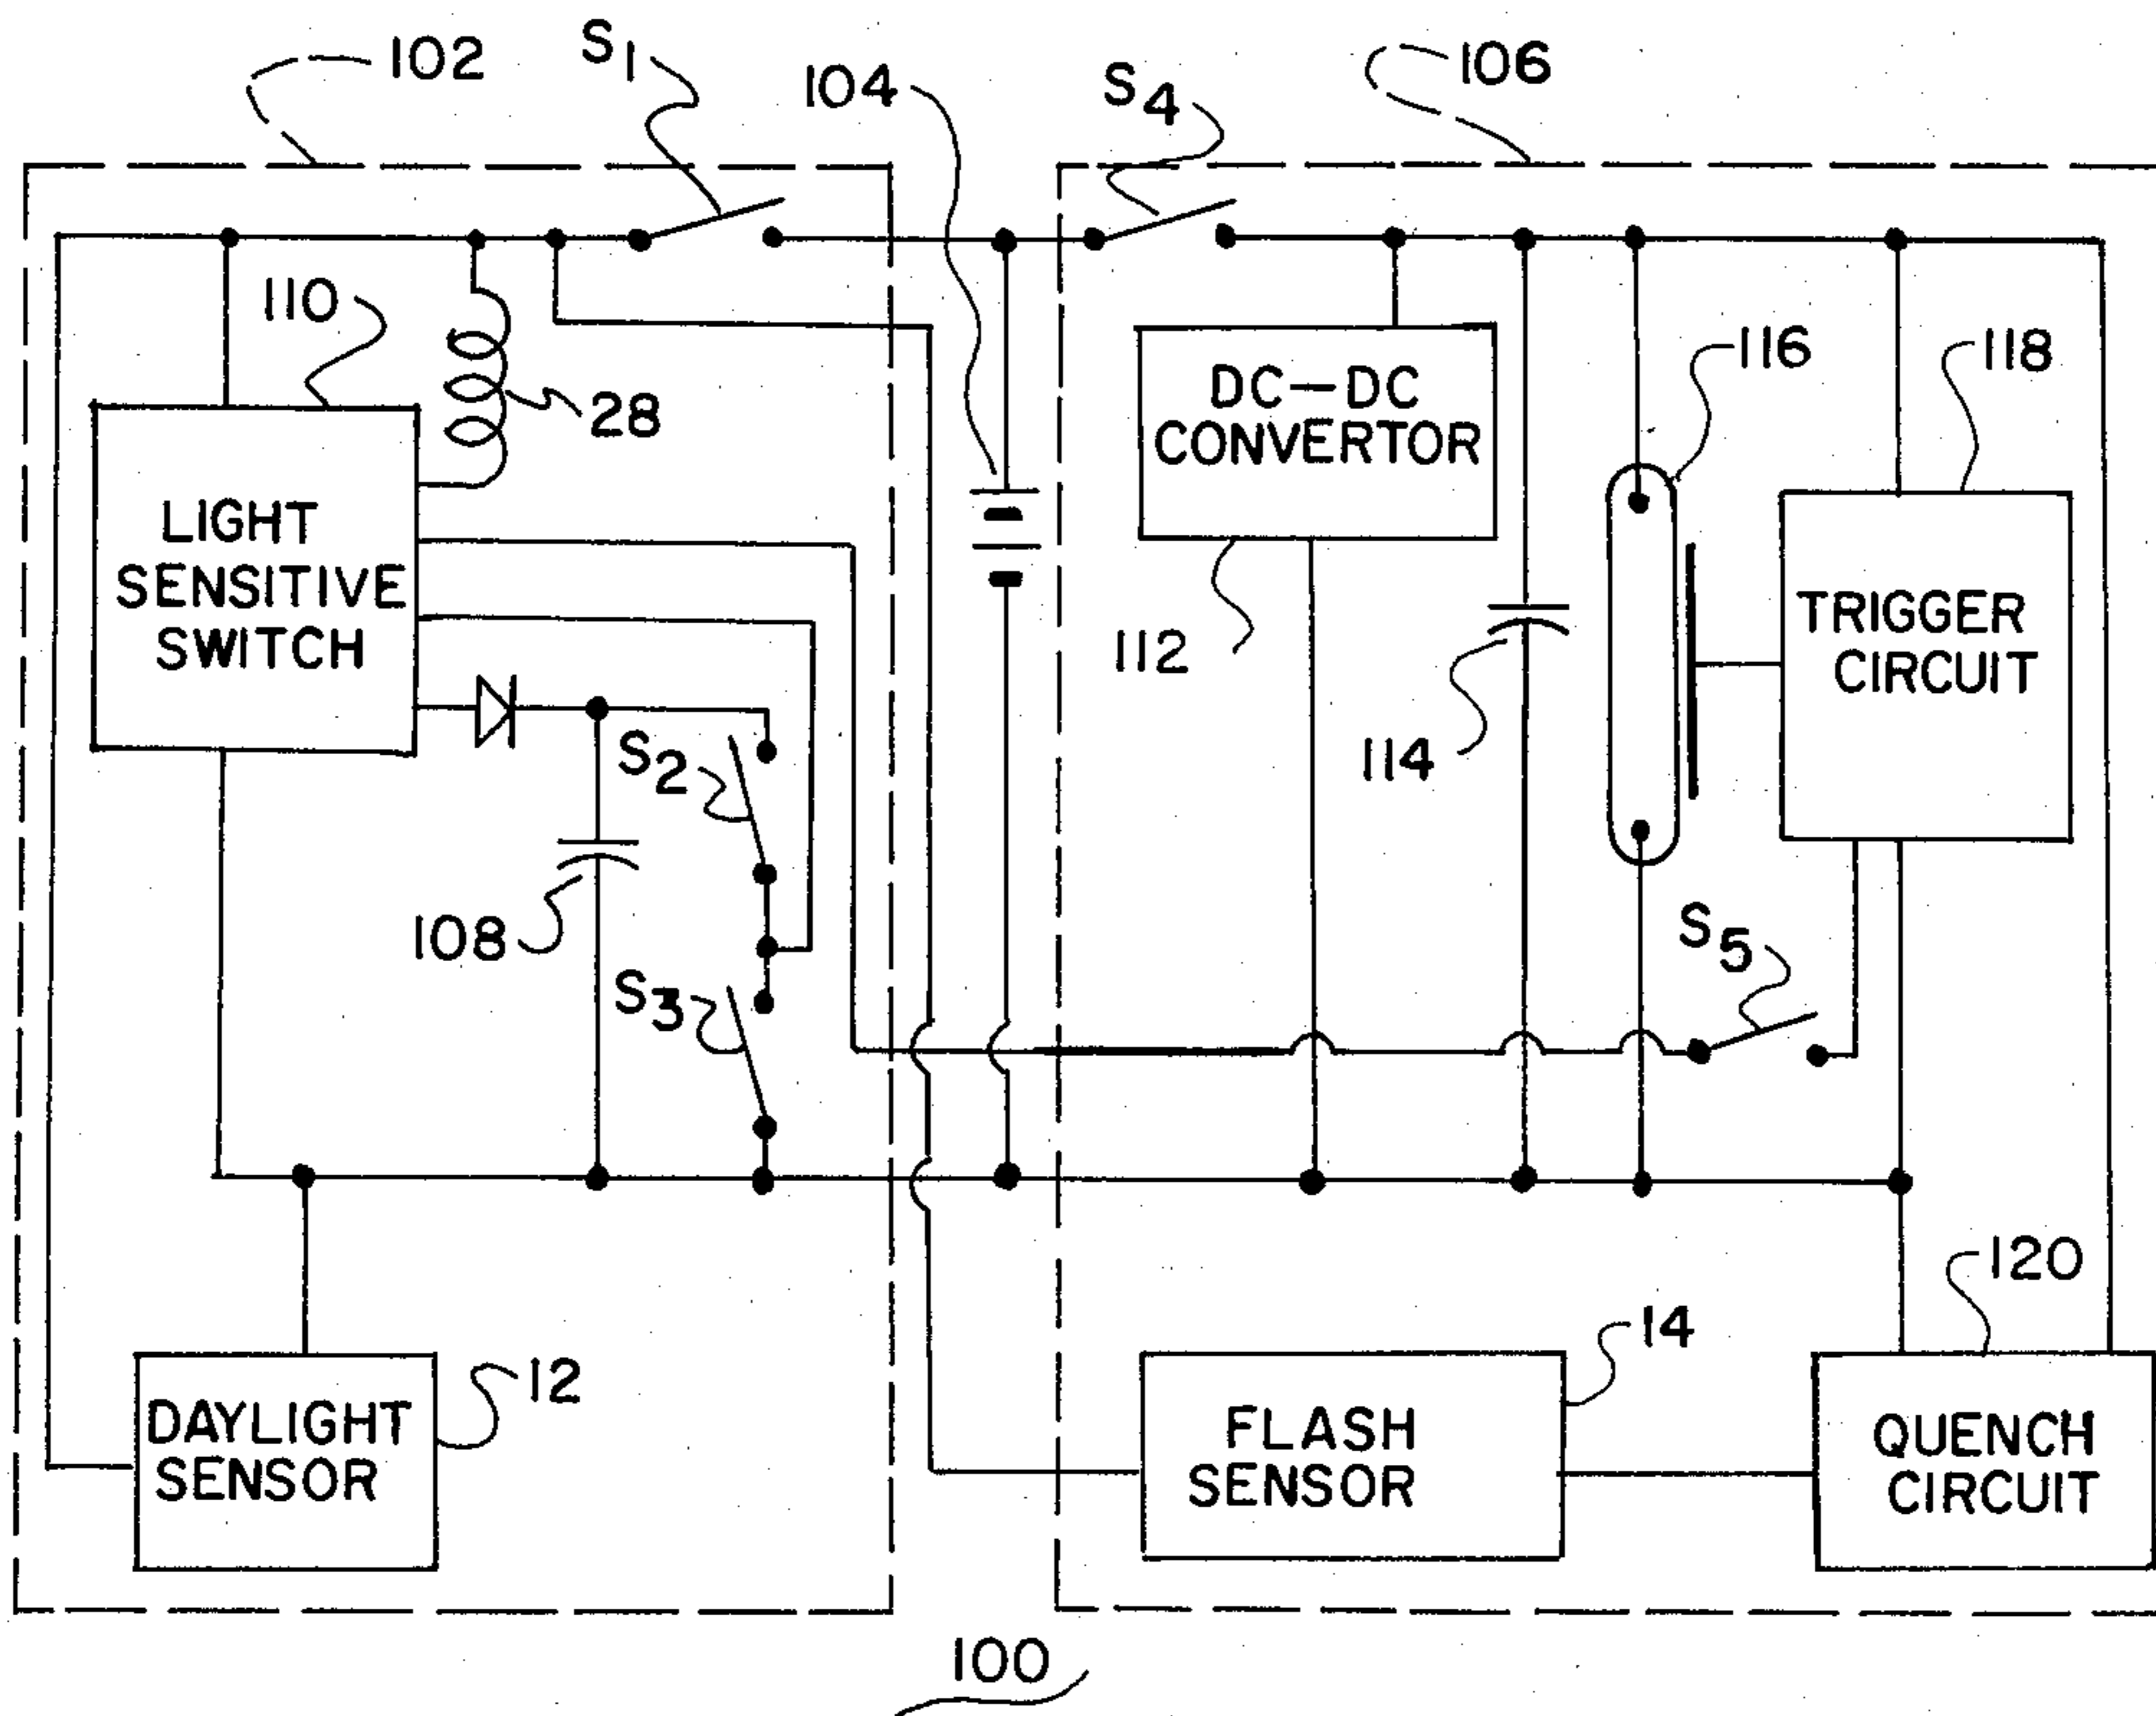 102
S1
104
S4
106
110
28
116
118
DC—DC
CONVERTOR
LIGHT
SENSITIVE
SWITCH
TRIGGER
CIRCUIT
112
114
S2
108
S3
S5
120
14
12
DAYLIGHT
SENSOR
FLASH
SENSOR
QUENCH
CIRCUIT
100